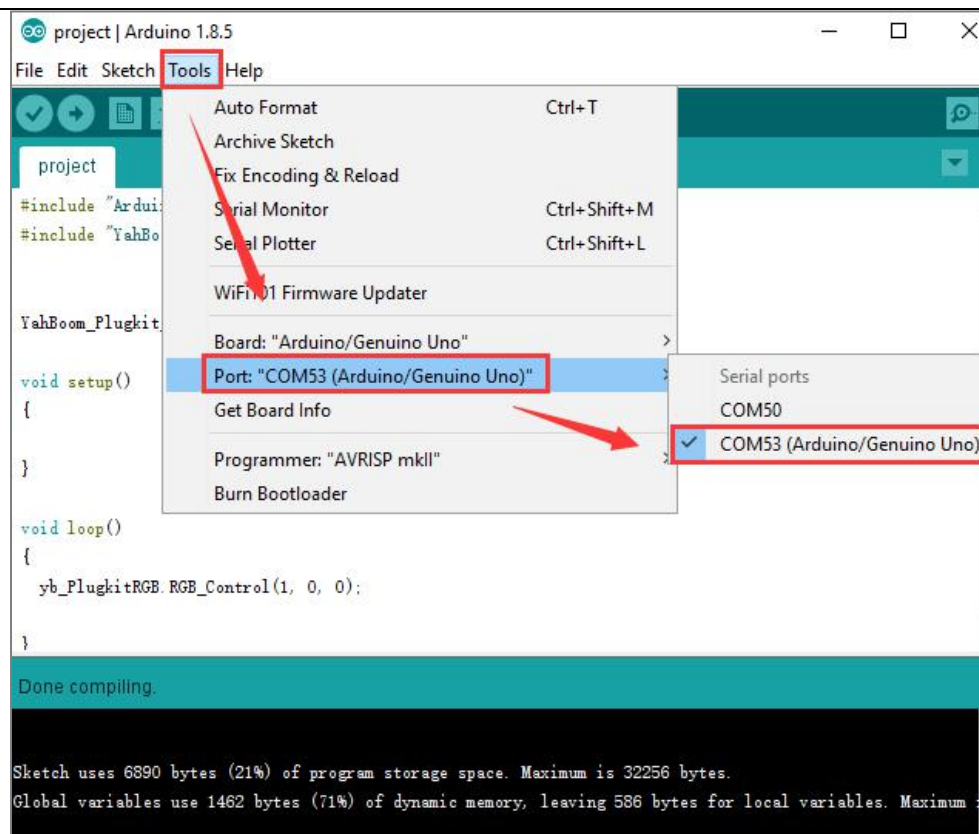 project | Arduino 1.8.5
File Edit Sketch Tools Help
project
#include "Ardui
#include "YahBo
YahBoom_Plugkit_
void setup()
{
}
void loop()
{
yb_PlugkitRGB.RGB_Control(1, 0, 0);
}
Auto Format Ctrl+T
Archive Sketch
Fix Encoding & Reload
Serial Monitor Ctrl+Shift+M
Serial Plotter Ctrl+Shift+L
WiFi101 Firmware Updater
Board: "Arduino/Genuino Uno"
Port: "COM53 (Arduino/Genuino Uno)"
Get Board Info
Programmer: "AVRISP mkII"
Burn Bootloader
Serial ports
COM50
COM53 (Arduino/Genuino Uno)
Done compiling.
Sketch uses 6890 bytes (21%) of program storage space. Maximum is 32256 bytes.
Global variables use 1462 bytes (71%) of dynamic memory, leaving 586 bytes for local variables. Maximum